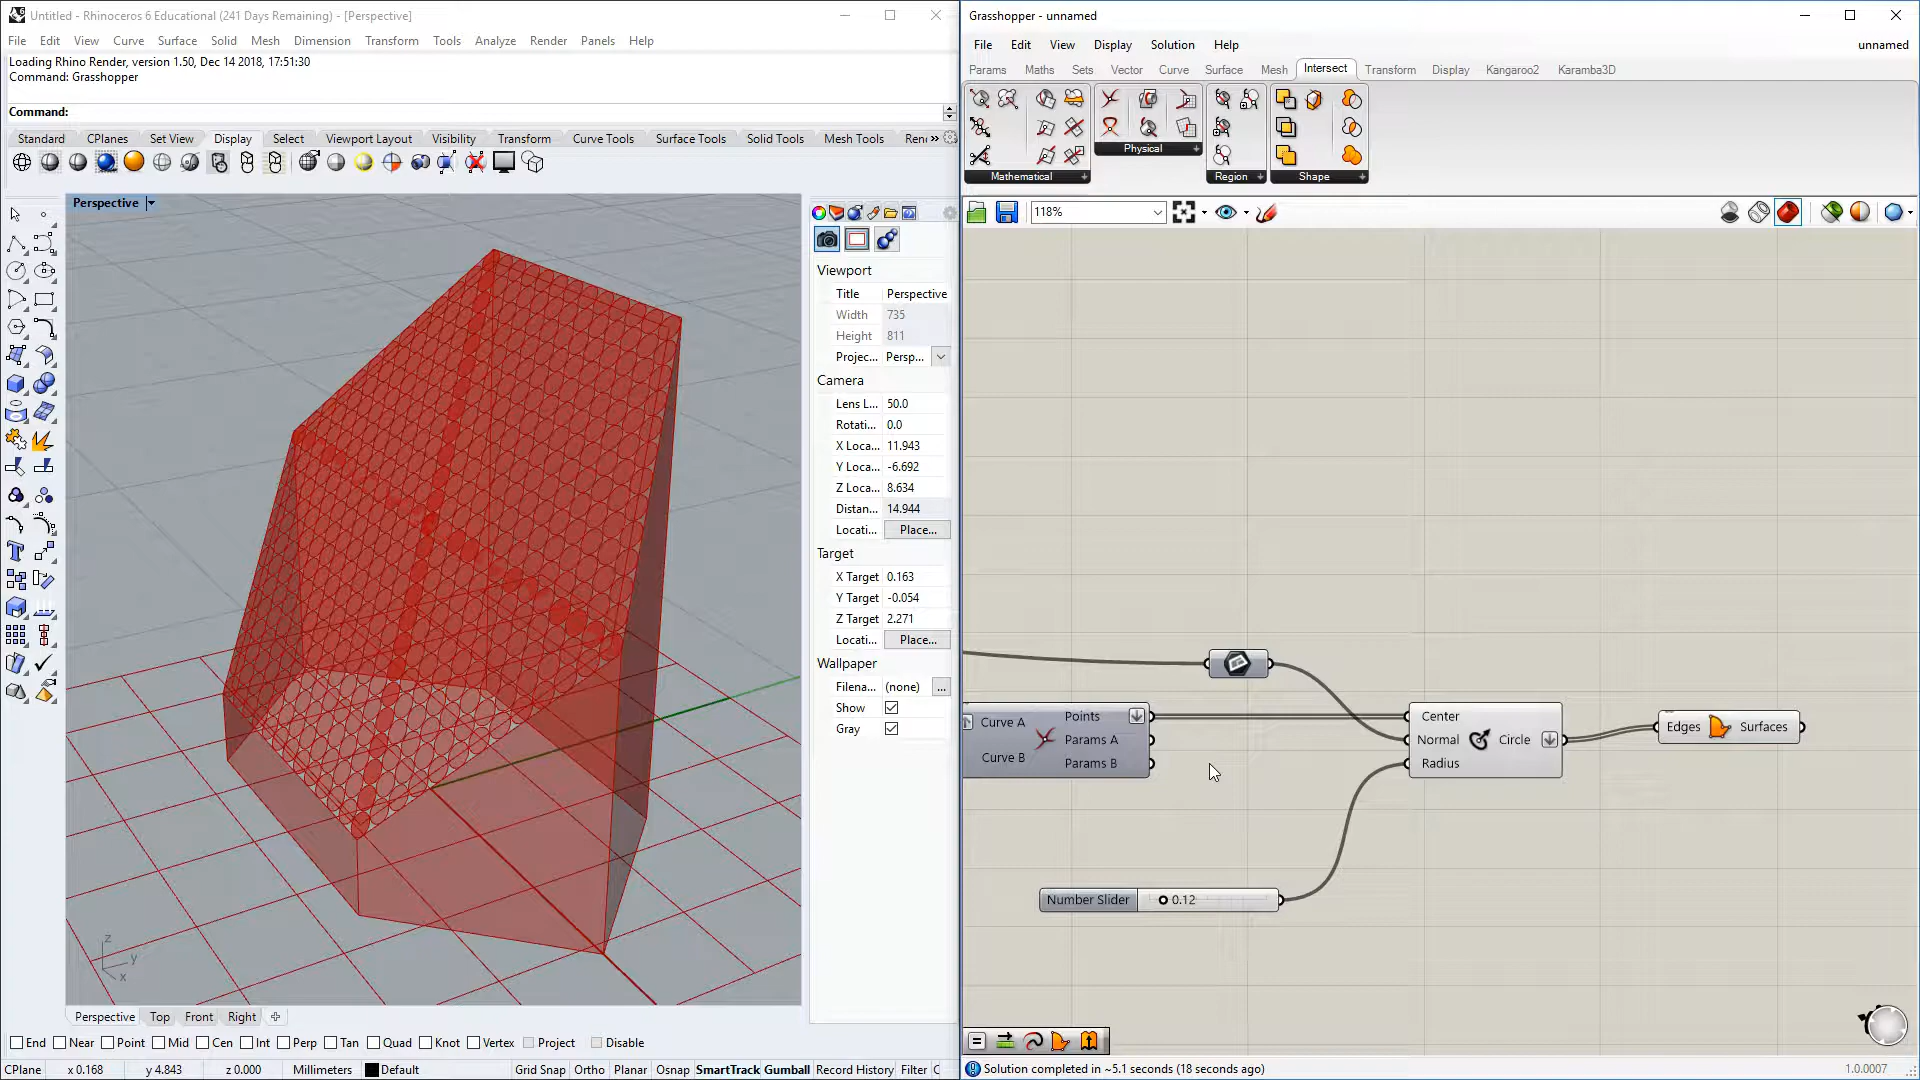 Untitled - Rhinoceros 6 Educational (241 Days Remaining) - [Perspective]
File Edit View Curve Surface Solid Mesh Dimension Transform Tools Analyze Render Panels Help
Loading Rhino Render, version 1.50, Dec 14 2018, 17:51:30
Command: Grasshopper
Command:
Standard CPlanes Set View Display Select Viewport Layout Visibility Transform Curve Tools Surface Tools Solid Tools Mesh Tools Ren
Perspective
Viewport
Title Perspective
Width 735
Height 811
Projec... Persp...
Camera
Lens L... 50.0
Rotati... 0.0
X Loca... 11.943
Y Loca... -6.692
Z Loca... 8.634
Distan... 14.944
Locati... Place...
Target
X Target 0.163
Y Target -0.054
Z Target 2.271
Locati... Place...
Wallpaper
Filena... (none) ...
Show
Gray
z
y
x
Perspective Top Front Right
End Near Point Mid Cen Int Perp Tan Quad Knot Vertex Project Disable
CPlane x 0.168 y 4.843 z 0.000 Millimeters Default Grid Snap Ortho Planar Osnap SmartTrack Gumball Record History Filter C
Grasshopper - unnamed
File Edit View Display Solution Help unnamed
Params Maths Sets Vector Curve Surface Mesh Intersect Transform Display Kangaroo2 Karamba3D
Mathematical Physical Region Shape
118%
Curve A
Curve B
Points
Params A
Params B
Center
Normal
Radius
Circle
Edges Surfaces
Number Slider 0.12
Solution completed in ~5.1 seconds (18 seconds ago) 1.0.0007